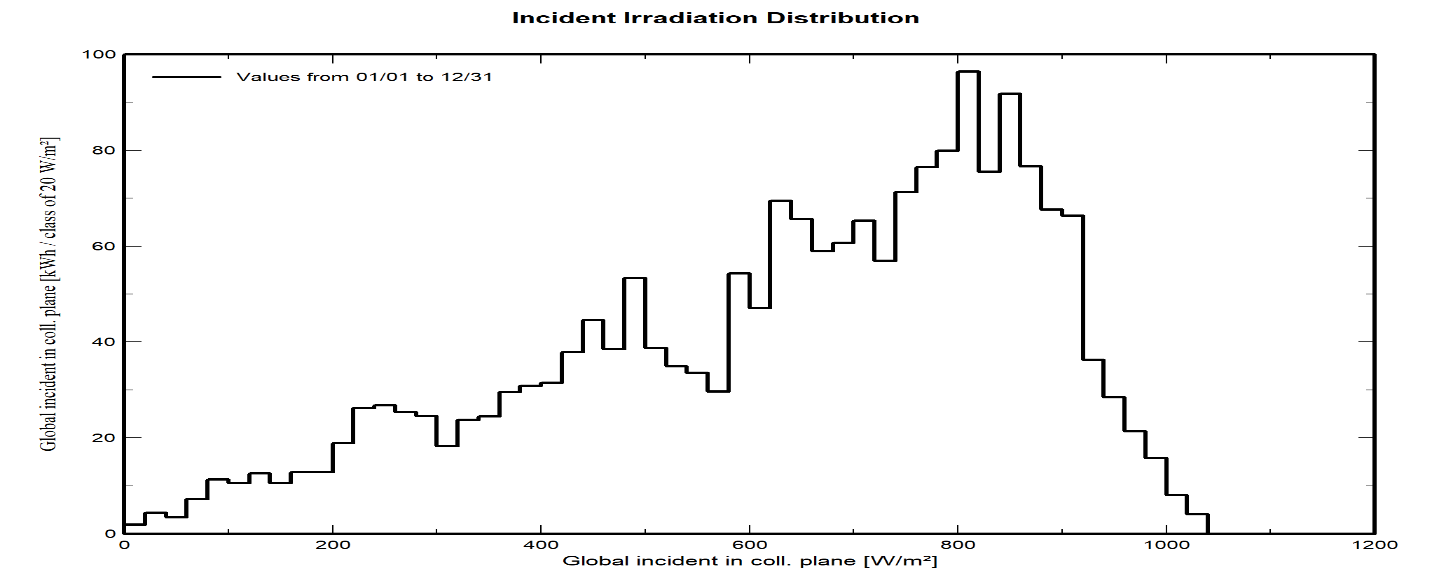 Incident Irradiation Distribution
Values from 01/01 to 12/31
Global incident in coll. plane [kWh / class of 20 W/m²]
100
80
60
40
20
0
0 200 400 600 800 1000 1200
Global incident in coll. plane [W/m²]